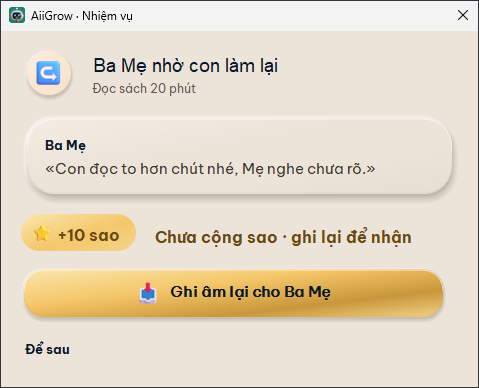 AiiGrow · Nhiệm vụ
Ba Mẹ nhờ con làm lại
Đọc sách 20 phút
Ba Mẹ
«Con đọc to hơn chút nhé, Mẹ nghe chưa rõ.»
+10 sao
Chưa cộng sao · ghi lại để nhận
Ghi âm lại cho Ba Mẹ
Để sau